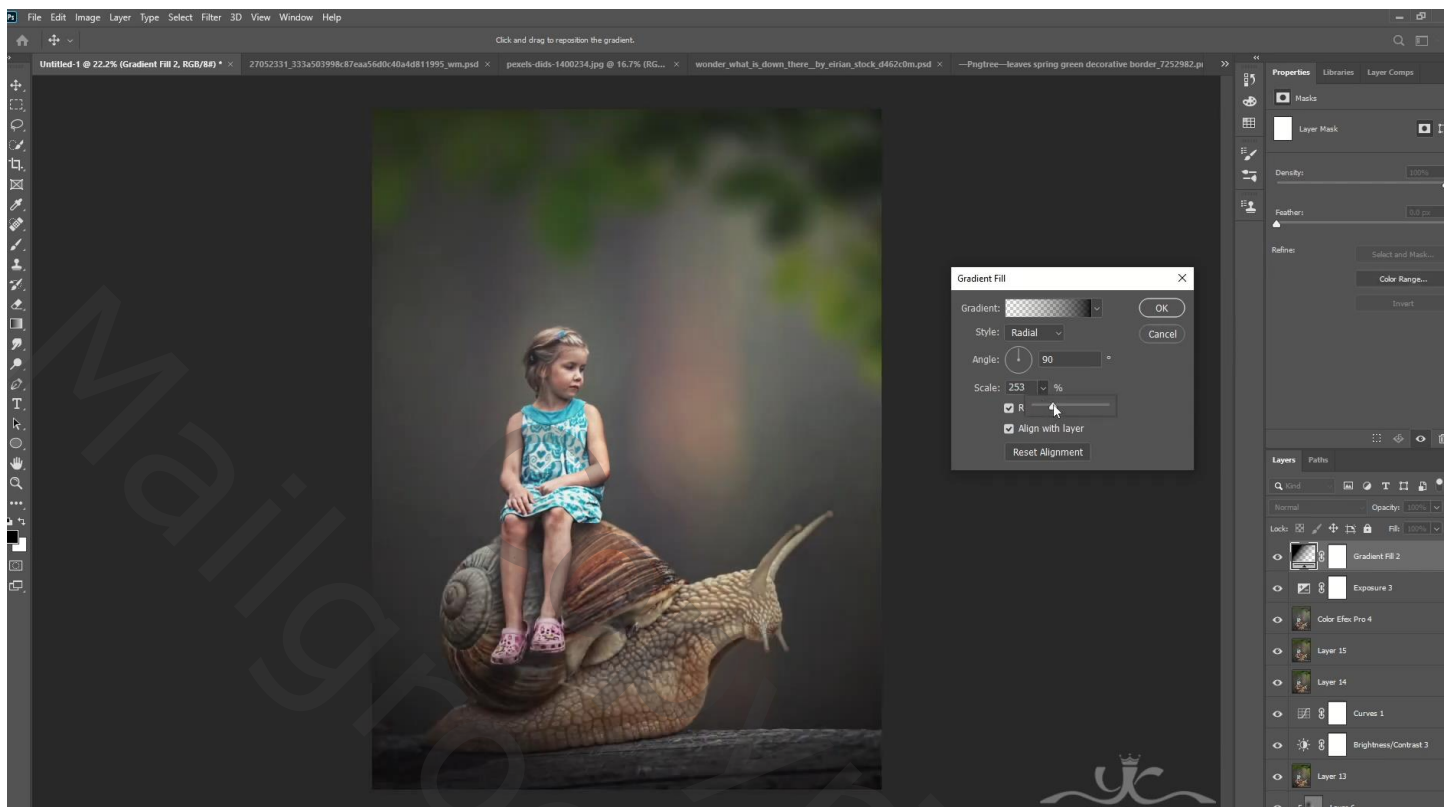 Ps File Edit Image Layer Type Select Filter 3D View Window Help
Click and drag to reposition the gradient.
Untitled-1 @ 22.2% (Gradient Fill 2, RGB/8#) * × 27052331_333a503998c87eaa56d0c40a4d811995_wm.psd × pexels-dids-1400234.jpg @ 16.7% (RG... × wonder_what_is_down_there__by_eirian_stock_d462c0m.psd × —Pngtree—leaves spring green decorative border_7252982.p
Properties Libraries Layer Comps
Masks
Layer Mask
Density: 100%
Feather: 0.0 px
Refine: Select and Mask...
Color Range...
Invert
Gradient Fill ×
Gradient: OK
Style: Radial Cancel
Angle: 90 °
Scale: 253 %
R
Align with layer
Reset Alignment
Layers Paths
Kind
Normal Opacity: 100%
Lock: Fill: 100%
Gradient Fill 2
Exposure 3
Color Efex Pro 4
Layer 15
Layer 14
Curves 1
Brightness/Contrast 3
Layer 13